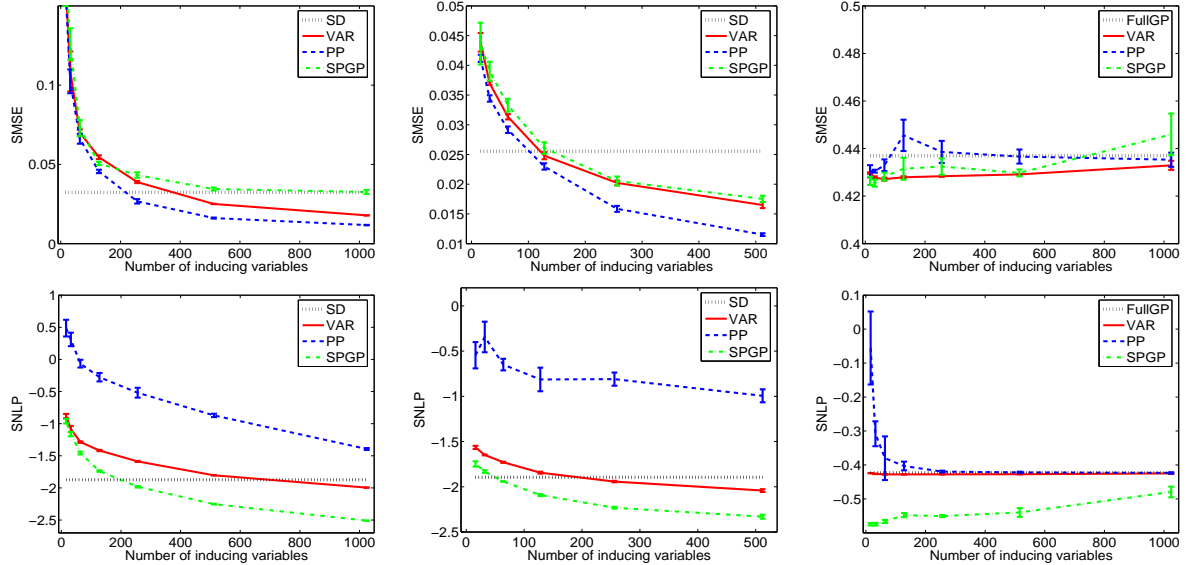 0.1
0.05
0
SMSE
0 200 400 600 800 1000
Number of inducing variables
SD
VAR
PP
SPGP
0.05
0.045
0.04
0.035
0.03
0.025
0.02
0.015
0.01
SMSE
0 100 200 300 400 500
Number of inducing variables
SD
VAR
PP
SPGP
0.5
0.48
0.46
0.44
0.42
0.4
SMSE
0 200 400 600 800 1000
Number of inducing variables
FullGP
VAR
PP
SPGP
0.5
0
−0.5
−1
−1.5
−2
−2.5
SNLP
0 200 400 600 800 1000
Number of inducing variables
SD
VAR
PP
SPGP
0
−0.5
−1
−1.5
−2
−2.5
SNLP
0 100 200 300 400 500
Number of inducing variables
SD
VAR
PP
SPGP
0.1
0
−0.1
−0.2
−0.3
−0.4
−0.5
SNLP
0 200 400 600 800 1000
Number of inducing variables
FullGP
VAR
PP
SPGP